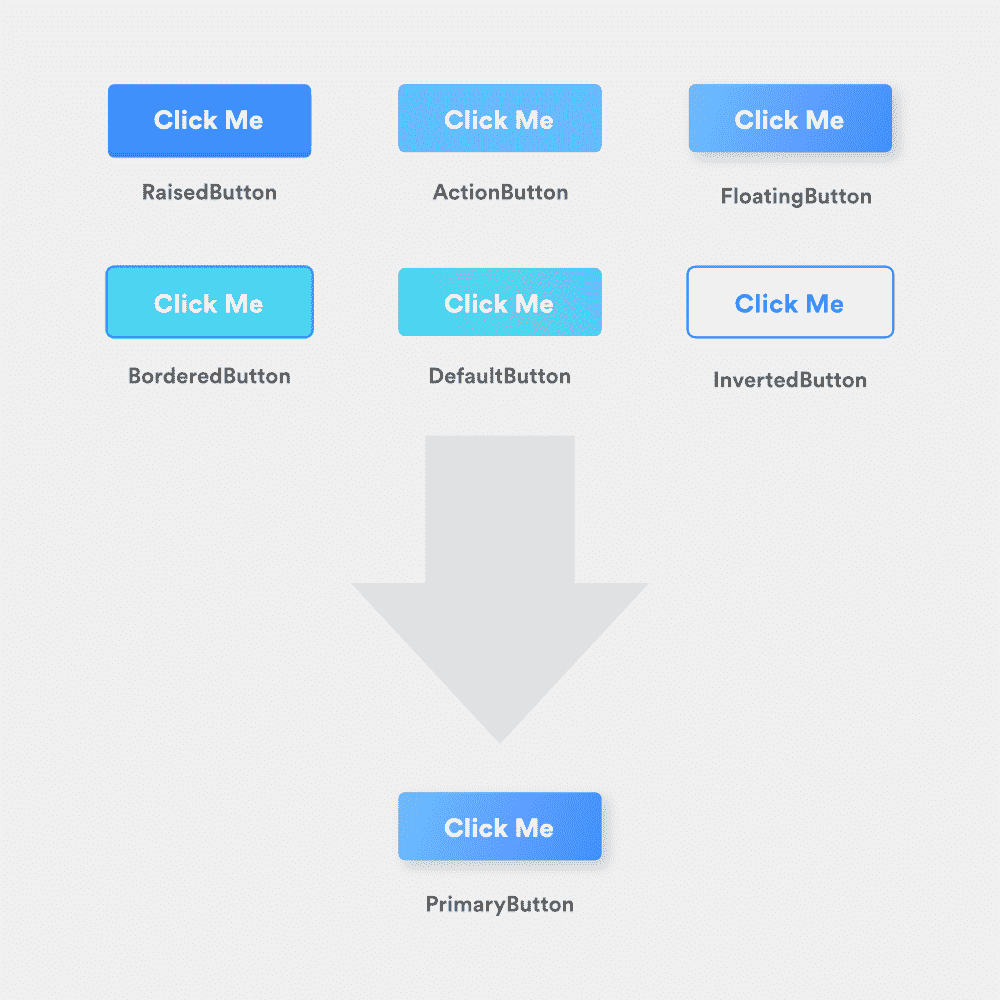 Click Me
Click Me
Click Me
RaisedButton
ActionButton
FloatingButton
Click Me
Click Me
Click Me
BorderedButton
DefaultButton
InvertedButton
Click Me
PrimaryButton